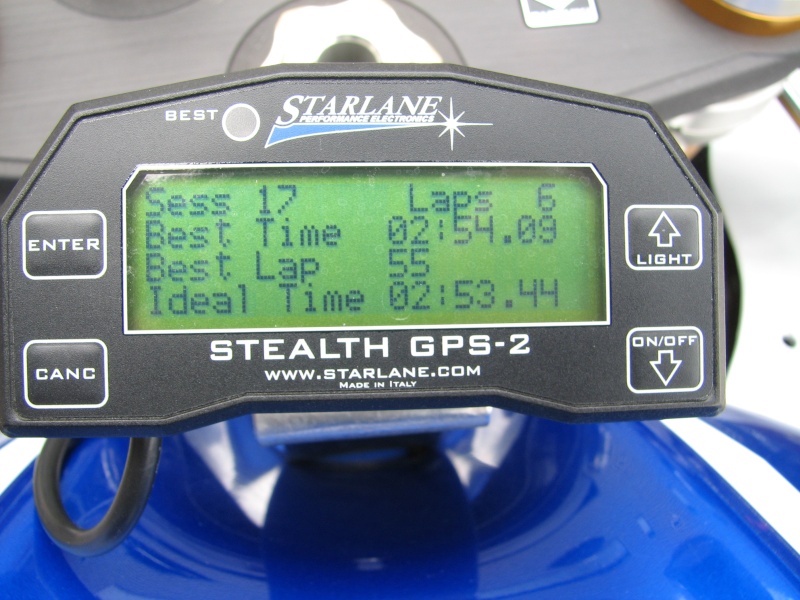 BEST
STARLANE
PERFORMANCE ELECTRONICS
Sess 17 Laps 6
Best Time 02:54.09
Best Lap 55
Ideal Time 02:53.44
ENTER
CANC
LIGHT
ON/OFF
STEALTH GPS-2
WWW.STARLANE.COM
MADE IN ITALY